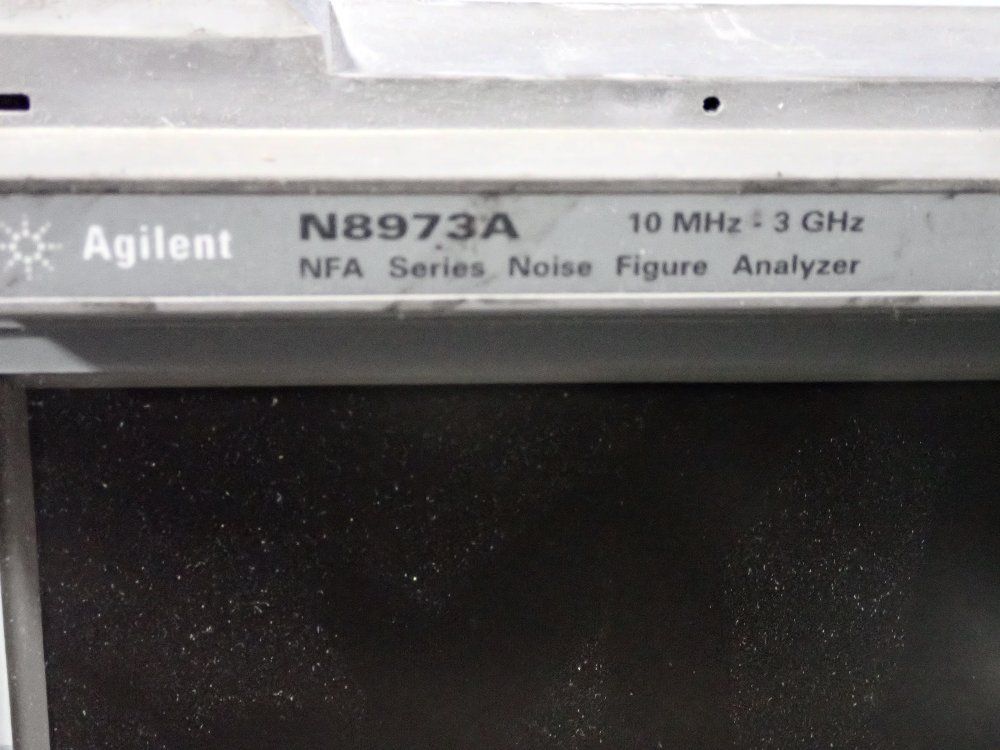 Agilent
N8973A 10 MHz - 3 GHz
NFA Series Noise Figure Analyzer